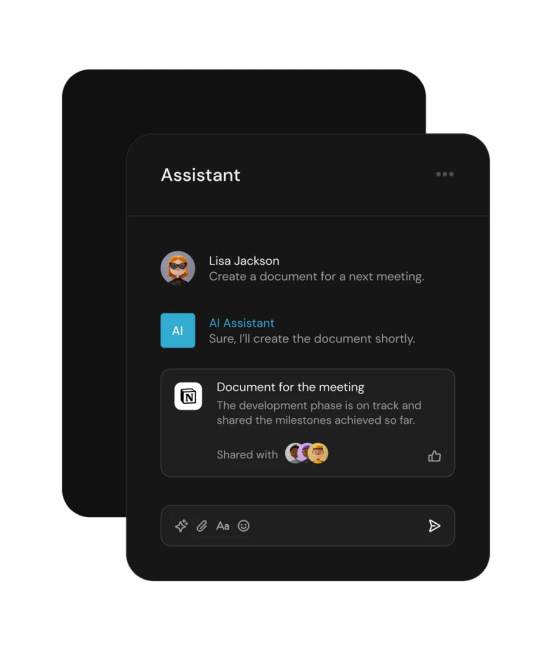 Assistant
Lisa Jackson
Create a document for a next meeting.
AI
AI Assistant
Sure, I'll create the document shortly.
N
Document for the meeting
The development phase is on track and
shared the milestones achieved so far.
Shared with
Aa